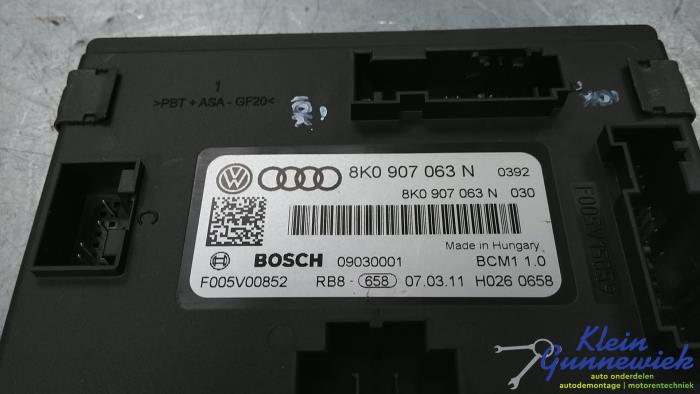 1
>PBT + ASA - GF20<
C
8K0 907 063 N 0392
8K0 907 063 N 030
Made in Hungary
BOSCH 09030001 BCM1 1.0
F005V00852 RB8- 658 07.03.11 H026 0658
Klein
Gunnewiek
auto onderdelen
autodemontage | motorentechniek